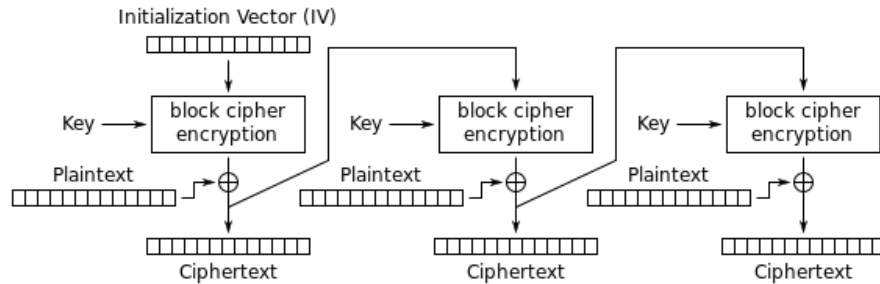 Initialization Vector (IV)
Key
block cipher
encryption
Key
block cipher
encryption
Key
block cipher
encryption
Plaintext
Plaintext
Plaintext
Ciphertext
Ciphertext
Ciphertext